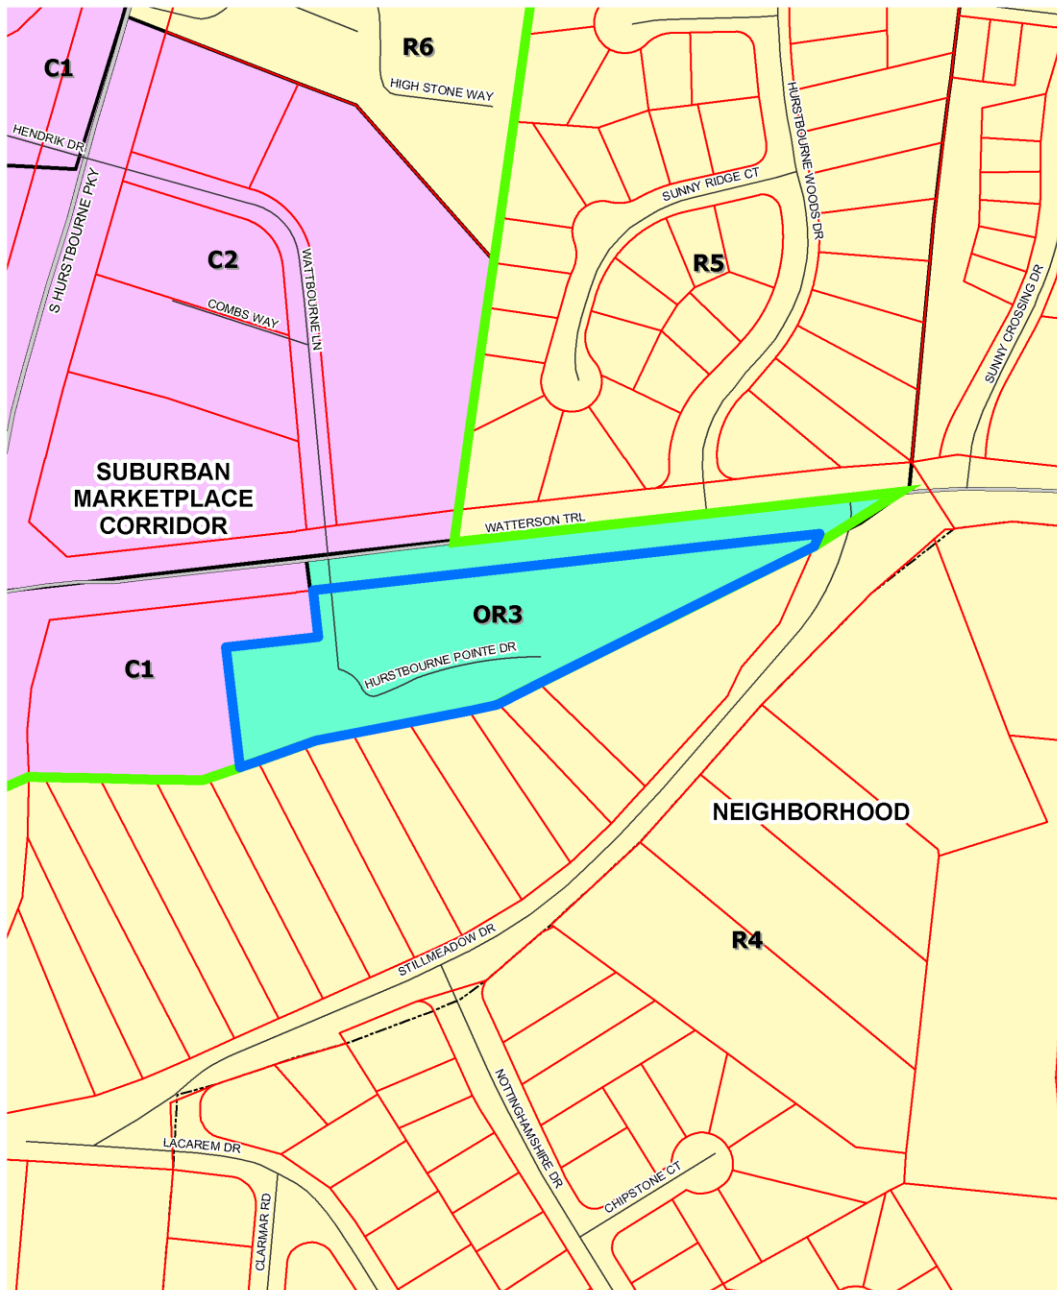 R6
C1
HIGH STONE WAY
HENDRIK DR
S HURSTBOURNE PKY
C2
WATTBOURNE LN
COMBS WAY
HURSTBOURNE WOODS DR
SUNNY RIDGE CT
R5
SUNNY CROSSING DR
SUBURBAN
MARKETPLACE
CORRIDOR
WATTERSON TRL
OR3
C1
HURSTBOURNE POINTE DR
NEIGHBORHOOD
R4
STILLMEADOW DR
NOTTINGHAMSHIRE DR
LACAREM DR
CHIPSTONE CT
CLARMAR RD